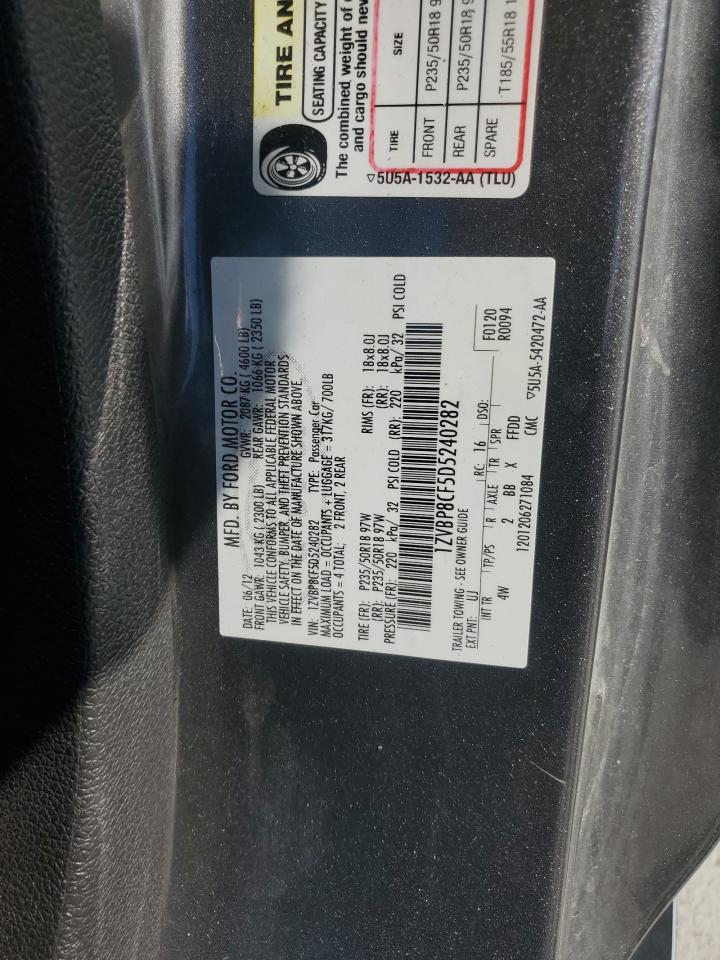 MFD. BY FORD MOTOR CO.
DATE: 06/12 GVWR: 2087 KG ( 4600 LB)
FRONT GAWR: 1043 KG ( 2300 LB) REAR GAWR: 1066 KG ( 2350 LB)
THIS VEHICLE CONFORMS TO ALL APPLICABLE FEDERAL MOTOR
VEHICLE SAFETY, BUMPER, AND THEFT PREVENTION STANDARDS
IN EFFECT ON THE DATE OF MANUFACTURE SHOWN ABOVE.
VIN: 1ZVBP8CF5D5240282 TYPE: Passenger Car
MAXIMUM LOAD = OCCUPANTS + LUGGAGE = 317KG/ 700LB
OCCUPANTS = 4 TOTAL: 2 FRONT, 2 REAR
TIRE (FR): P235/50R18 97W RIMS (FR): 18x8.0J
(RR): P235/50R18 97W (RR): 18x8.0J
PRESSURE (FR): 220 kPa/ 32 PSI COLD (RR): 220 kPa/ 32 PSI COLD
1ZVBP8CF5D5240282
TRAILER TOWING - SEE OWNER GUIDE
EXT PNT: UJ RC: 16 DSO: F0120
R0094
INT TR TP/PS R AXLE TR SPR
4W 2 BB X FFDD
1201206271084 CMC ▽5U5A-5420472-AA
TIRE AN
SEATING CAPACITY
The combined weight of
and cargo should nev
TIRE SIZE
FRONT P235/50R18 9
REAR P235/50R18 9
SPARE T185/55R18 1
▽5U5A-1532-AA (TLU)